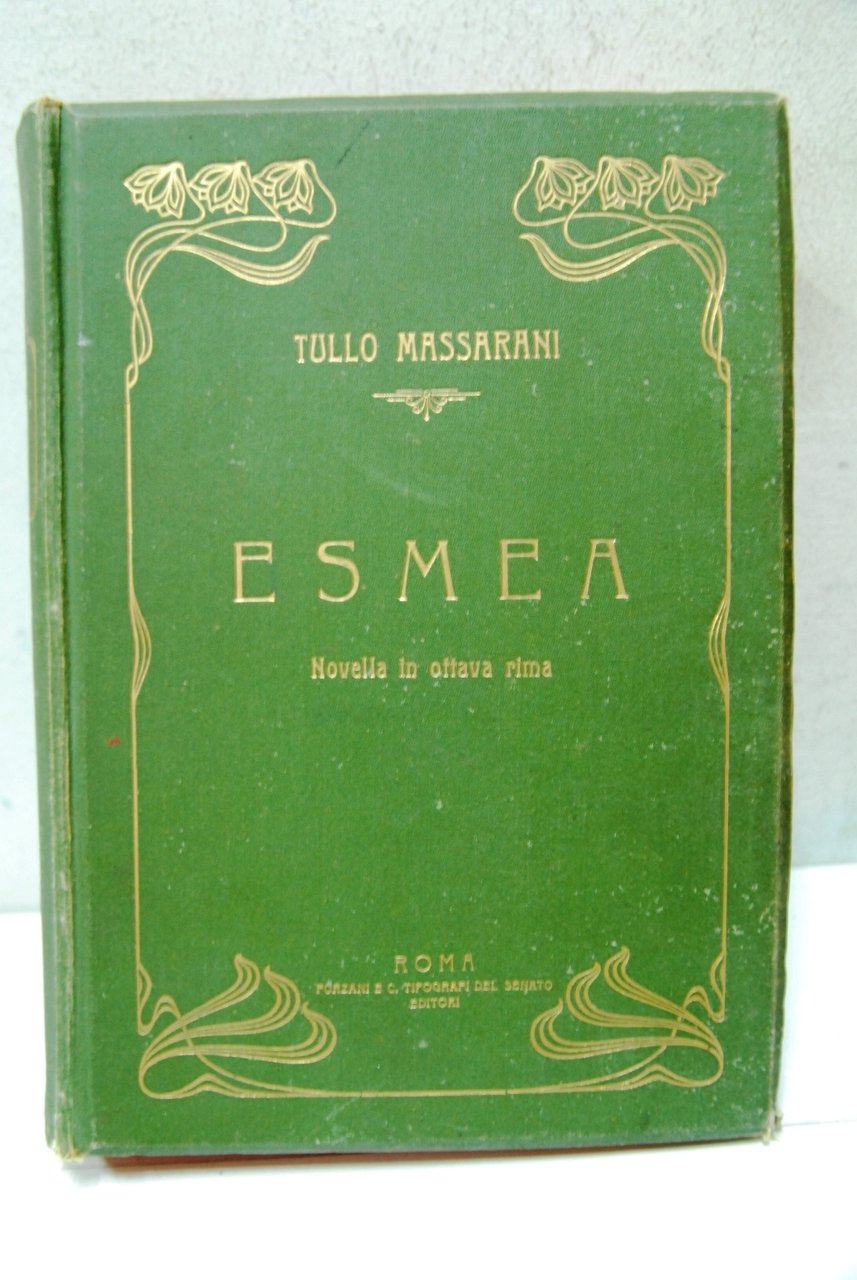 TULLO MASSARANI
ESMEA
Novella in ottava rima
ROMA
FORZANI E C. TIPOGRAFI DEL SENATO
EDITORI